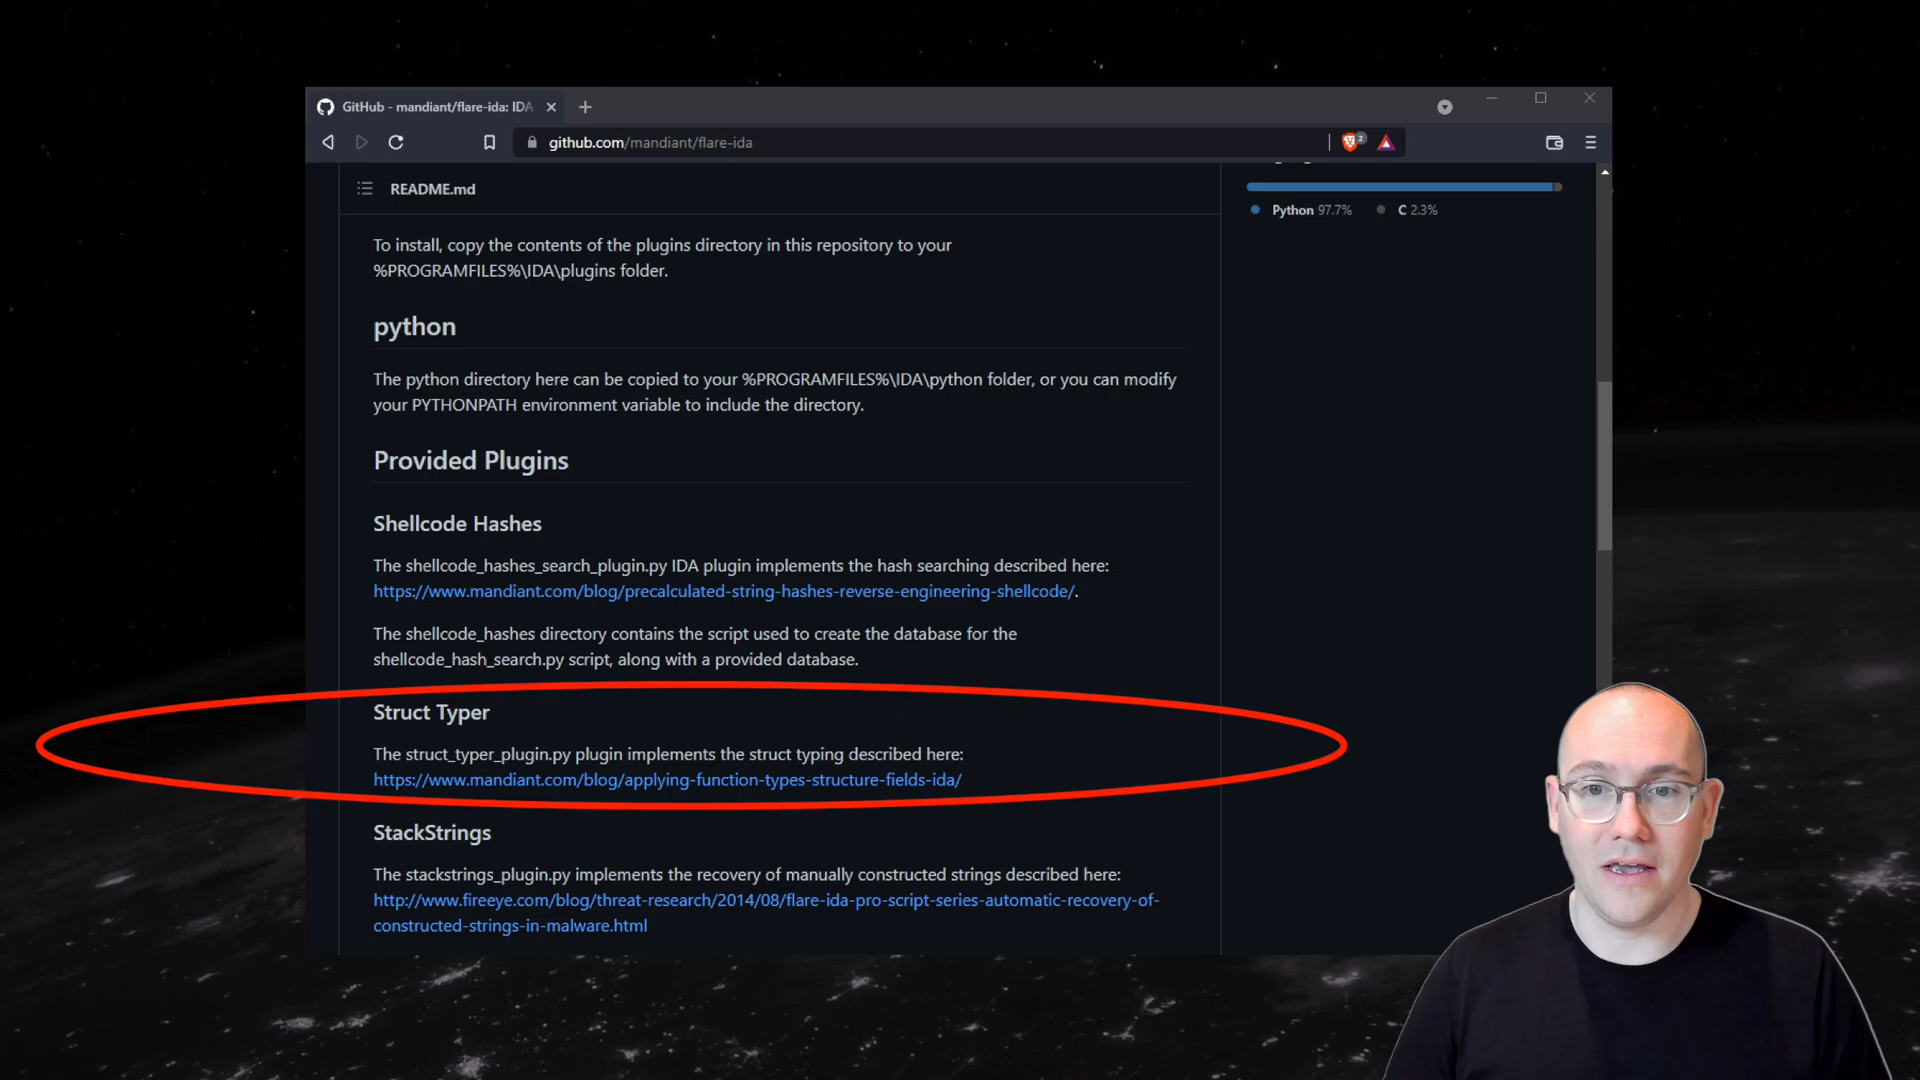 GitHub - mandiant/flare-ida: IDA
github.com/mandiant/flare-ida
2
README.md
Python 97.7%
C 2.3%
To install, copy the contents of the plugins directory in this repository to your
%PROGRAMFILES%\IDA\plugins folder.
python
The python directory here can be copied to your %PROGRAMFILES%\IDA\python folder, or you can modify
your PYTHONPATH environment variable to include the directory.
Provided Plugins
Shellcode Hashes
The shellcode_hashes_search_plugin.py IDA plugin implements the hash searching described here:
https://www.mandiant.com/blog/precalculated-string-hashes-reverse-engineering-shellcode/.
The shellcode_hashes directory contains the script used to create the database for the
shellcode_hash_search.py script, along with a provided database.
Struct Typer
The struct_typer_plugin.py plugin implements the struct typing described here:
https://www.mandiant.com/blog/applying-function-types-structure-fields-ida/
StackStrings
The stackstrings_plugin.py implements the recovery of manually constructed strings described here:
http://www.fireeye.com/blog/threat-research/2014/08/flare-ida-pro-script-series-automatic-recovery-of-
constructed-strings-in-malware.html